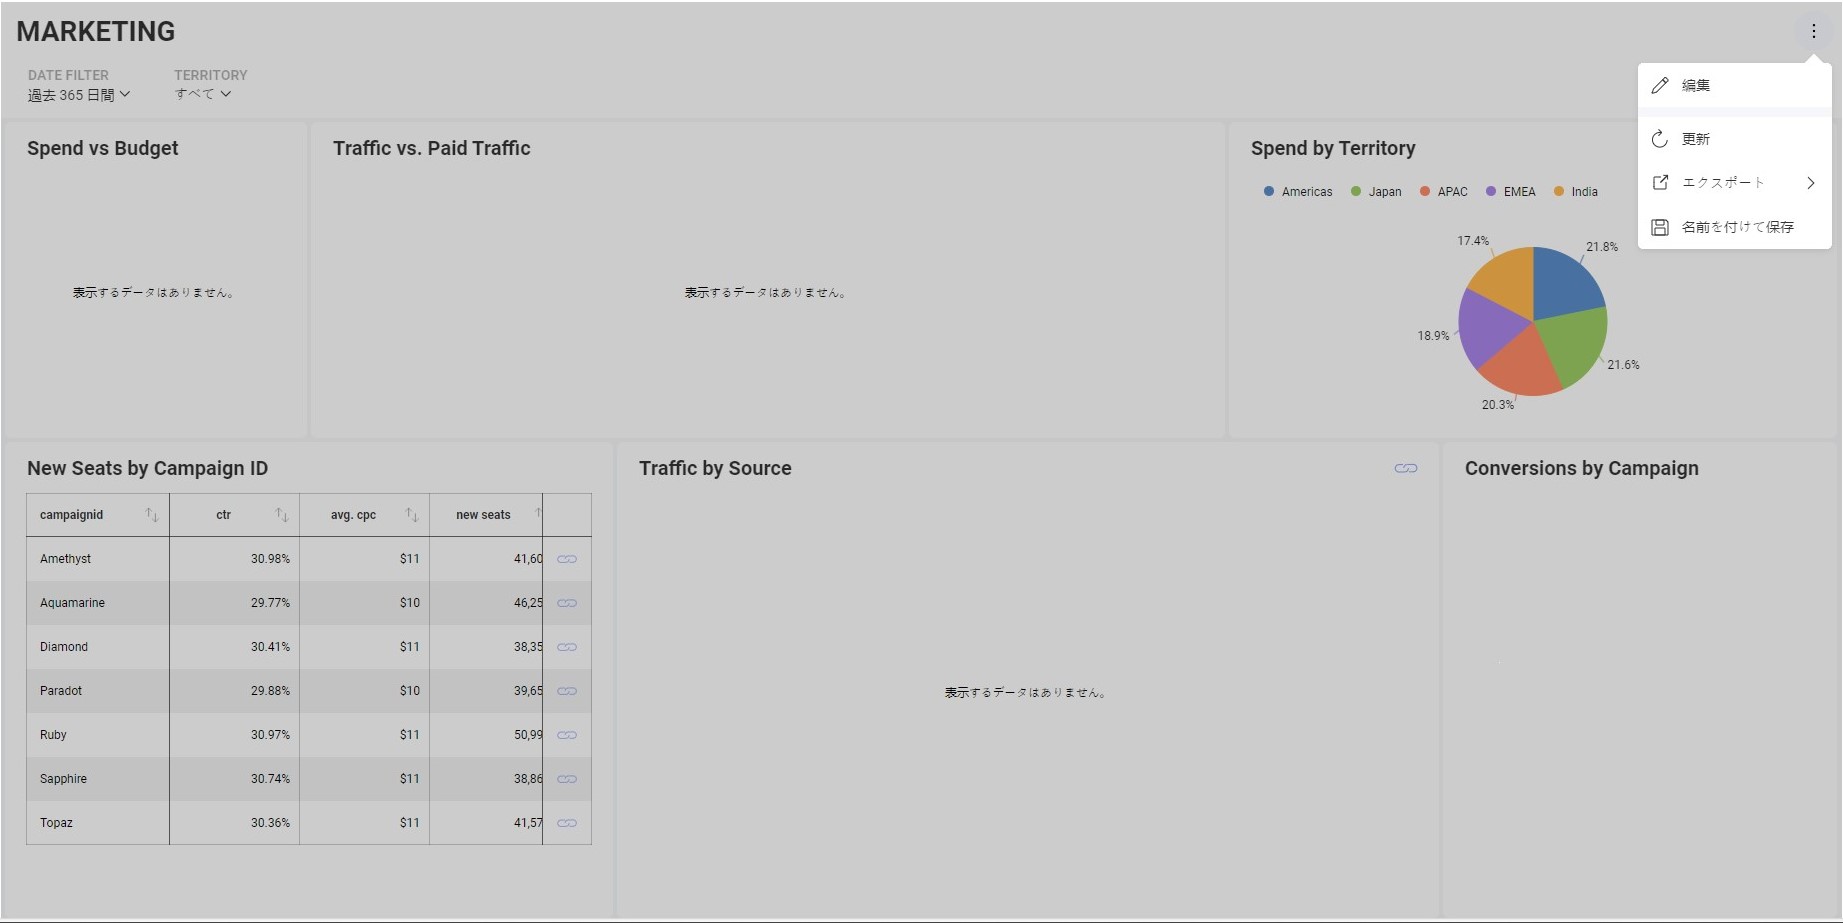 MARKETING
DATE FILTER
過去 365 日間
TERRITORY
すべて
編集
更新
エクスポート
名前を付けて保存
Spend vs Budget
表示するデータはありません。
Traffic vs. Paid Traffic
表示するデータはありません。
Spend by Territory
Americas Japan APAC EMEA India
17.4%
21.8%
18.9%
21.6%
20.3%
New Seats by Campaign ID
campaignid ctr avg. cpc new seats
Amethyst 30.98% $11 41,60
Aquamarine 29.77% $10 46,25
Diamond 30.41% $11 38,35
Paradot 29.88% $10 39,65
Ruby 30.97% $11 50,99
Sapphire 30.74% $11 38,86
Topaz 30.36% $11 41,57
Traffic by Source
表示するデータはありません。
Conversions by Campaign